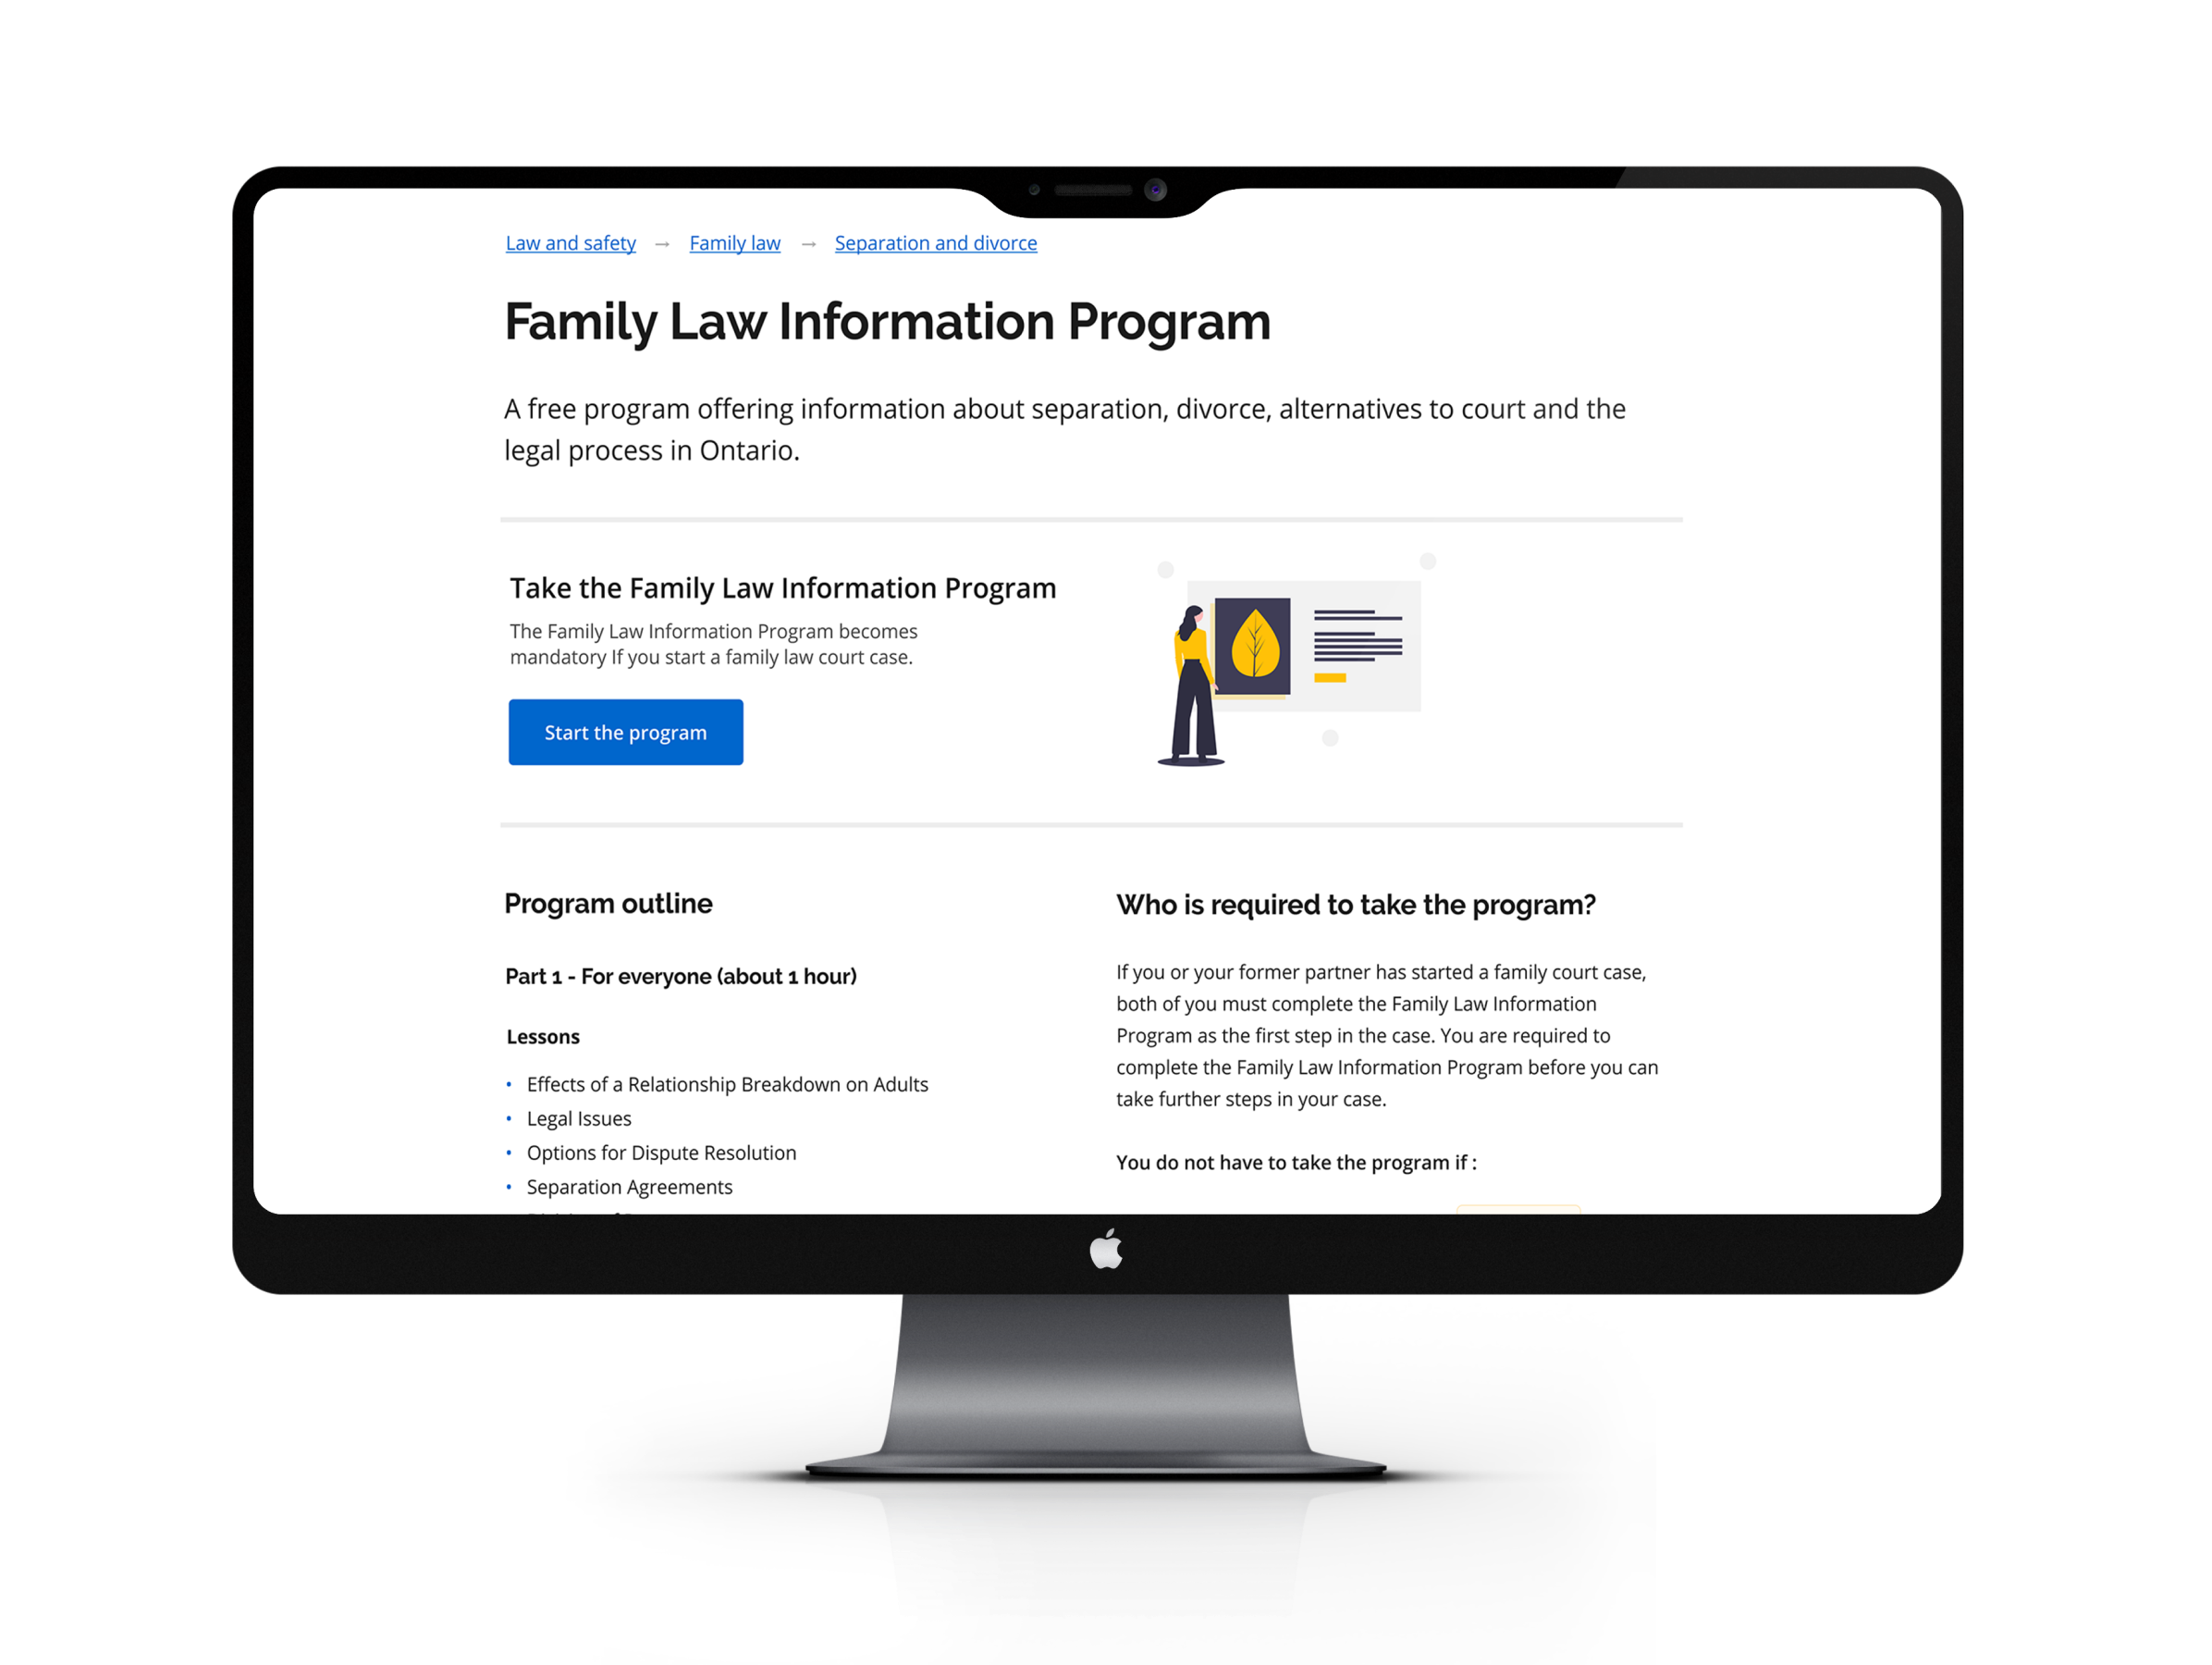 Law and safety → Family law → Separation and divorce
Family Law Information Program
A free program offering information about separation, divorce, alternatives to court and the
legal process in Ontario.
Take the Family Law Information Program
The Family Law Information Program becomes
mandatory If you start a family law court case.
Start the program
Program outline
Part 1 - For everyone (about 1 hour)
Lessons
• Effects of a Relationship Breakdown on Adults
• Legal Issues
• Options for Dispute Resolution
• Separation Agreements
Who is required to take the program?
If you or your former partner has started a family court case,
both of you must complete the Family Law Information
Program as the first step in the case. You are required to
complete the Family Law Information Program before you can
take further steps in your case.
You do not have to take the program if :